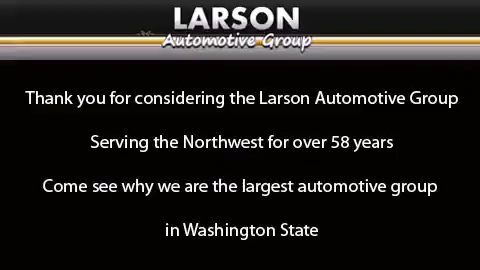 LARSON
Automotive Group
Thank you for considering the Larson Automotive Group
Serving the Northwest for over 58 years
Come see why we are the largest automotive group
in Washington State